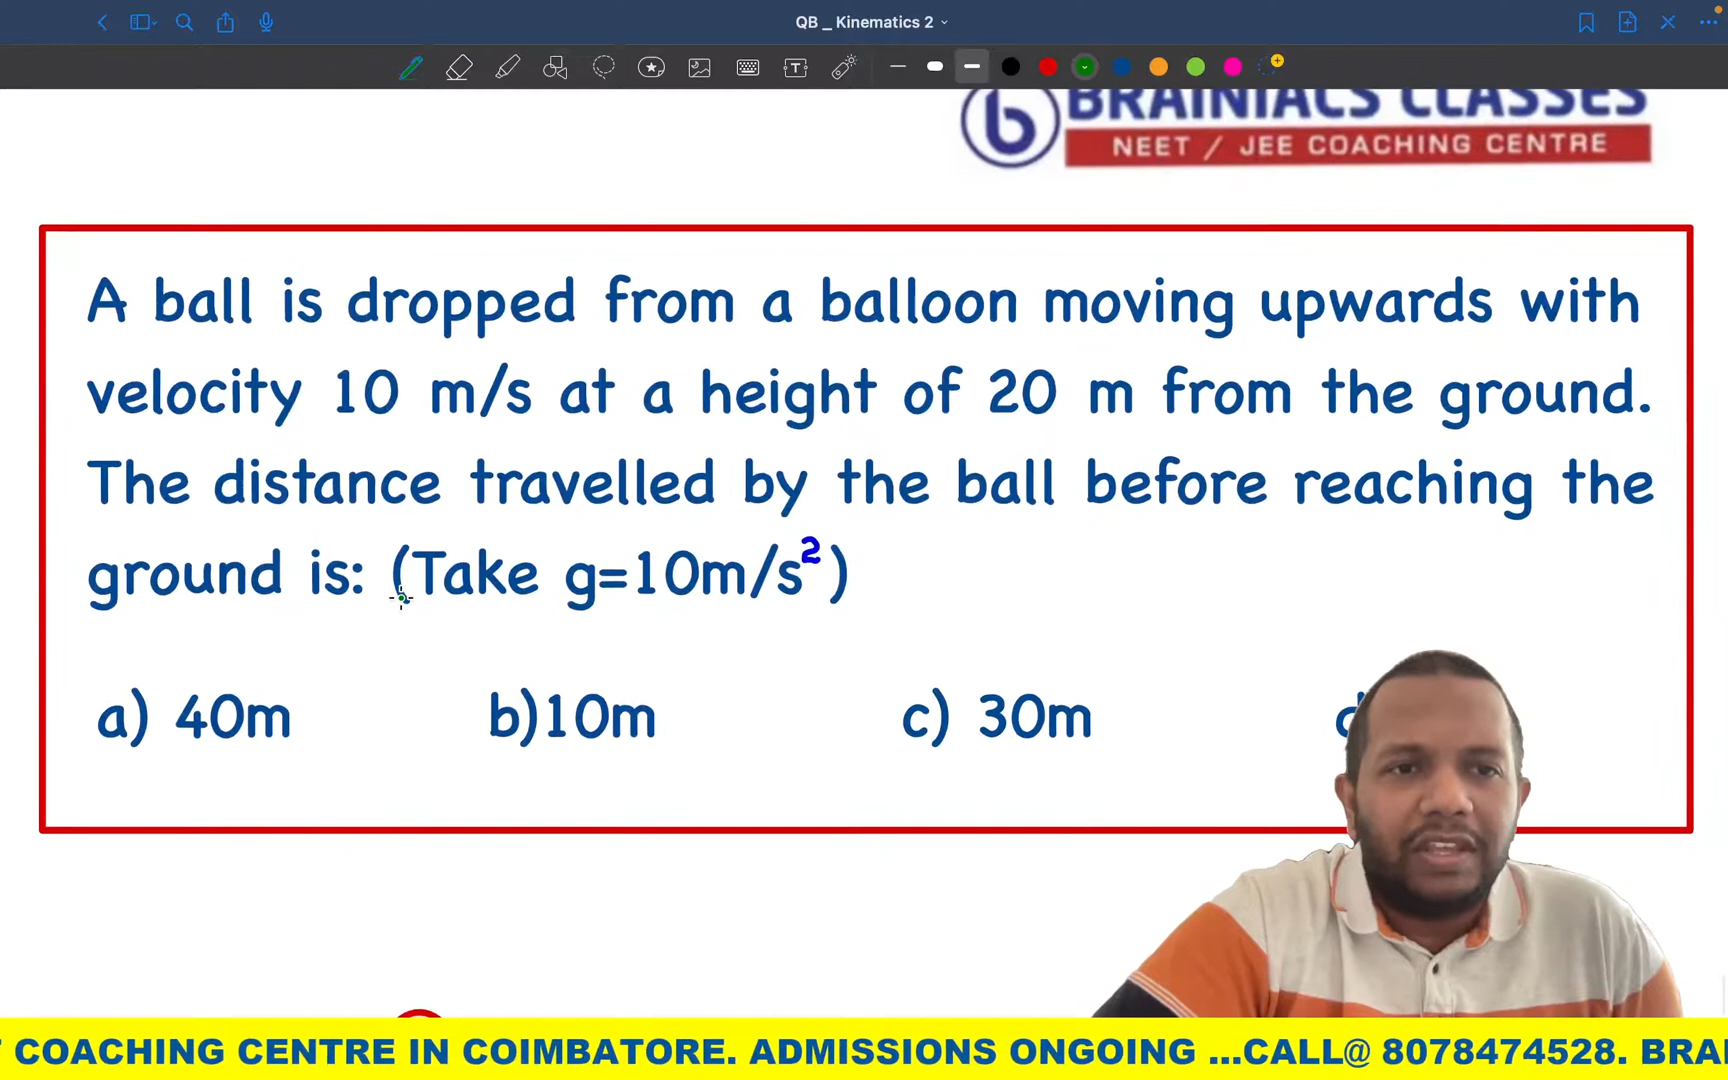 QB _ Kinematics 2
BRAINIACS CLASSES
NEET / JEE COACHING CENTRE
A ball is dropped from a balloon moving upwards with
velocity 10 m/s at a height of 20 m from the ground.
The distance travelled by the ball before reaching the
ground is: (Take g=10m/s²)
a) 40m b)10m c) 30m
COACHING CENTRE IN COIMBATORE. ADMISSIONS ONGOING ...CALL@ 8078474528.